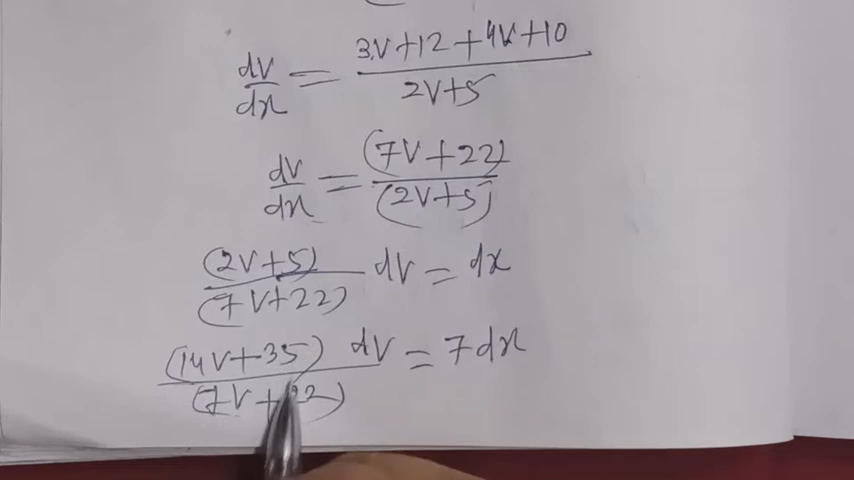 dv/dx = (3v+12+4v+10)/(2v+5)
dv/dx = (7v+22)/(2v+5)
(2v+5)/(7v+22) dv = dx
(14v+35)/(7v+22) dv = 7dx